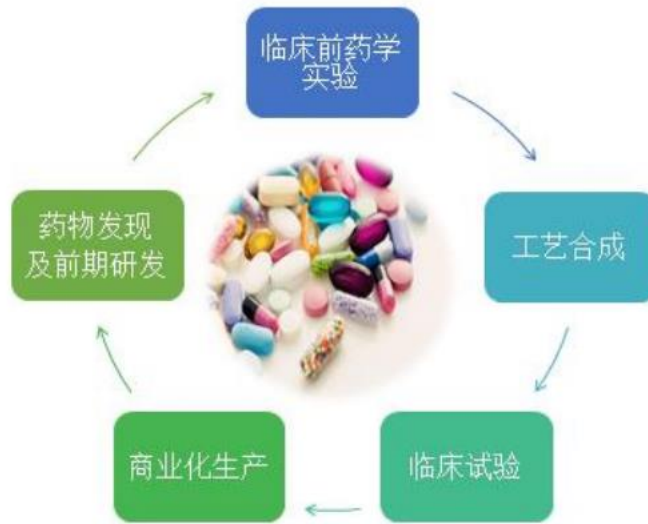 临床前药学
实验
工艺合成
临床试验
商业化生产
药物发现
及前期研发